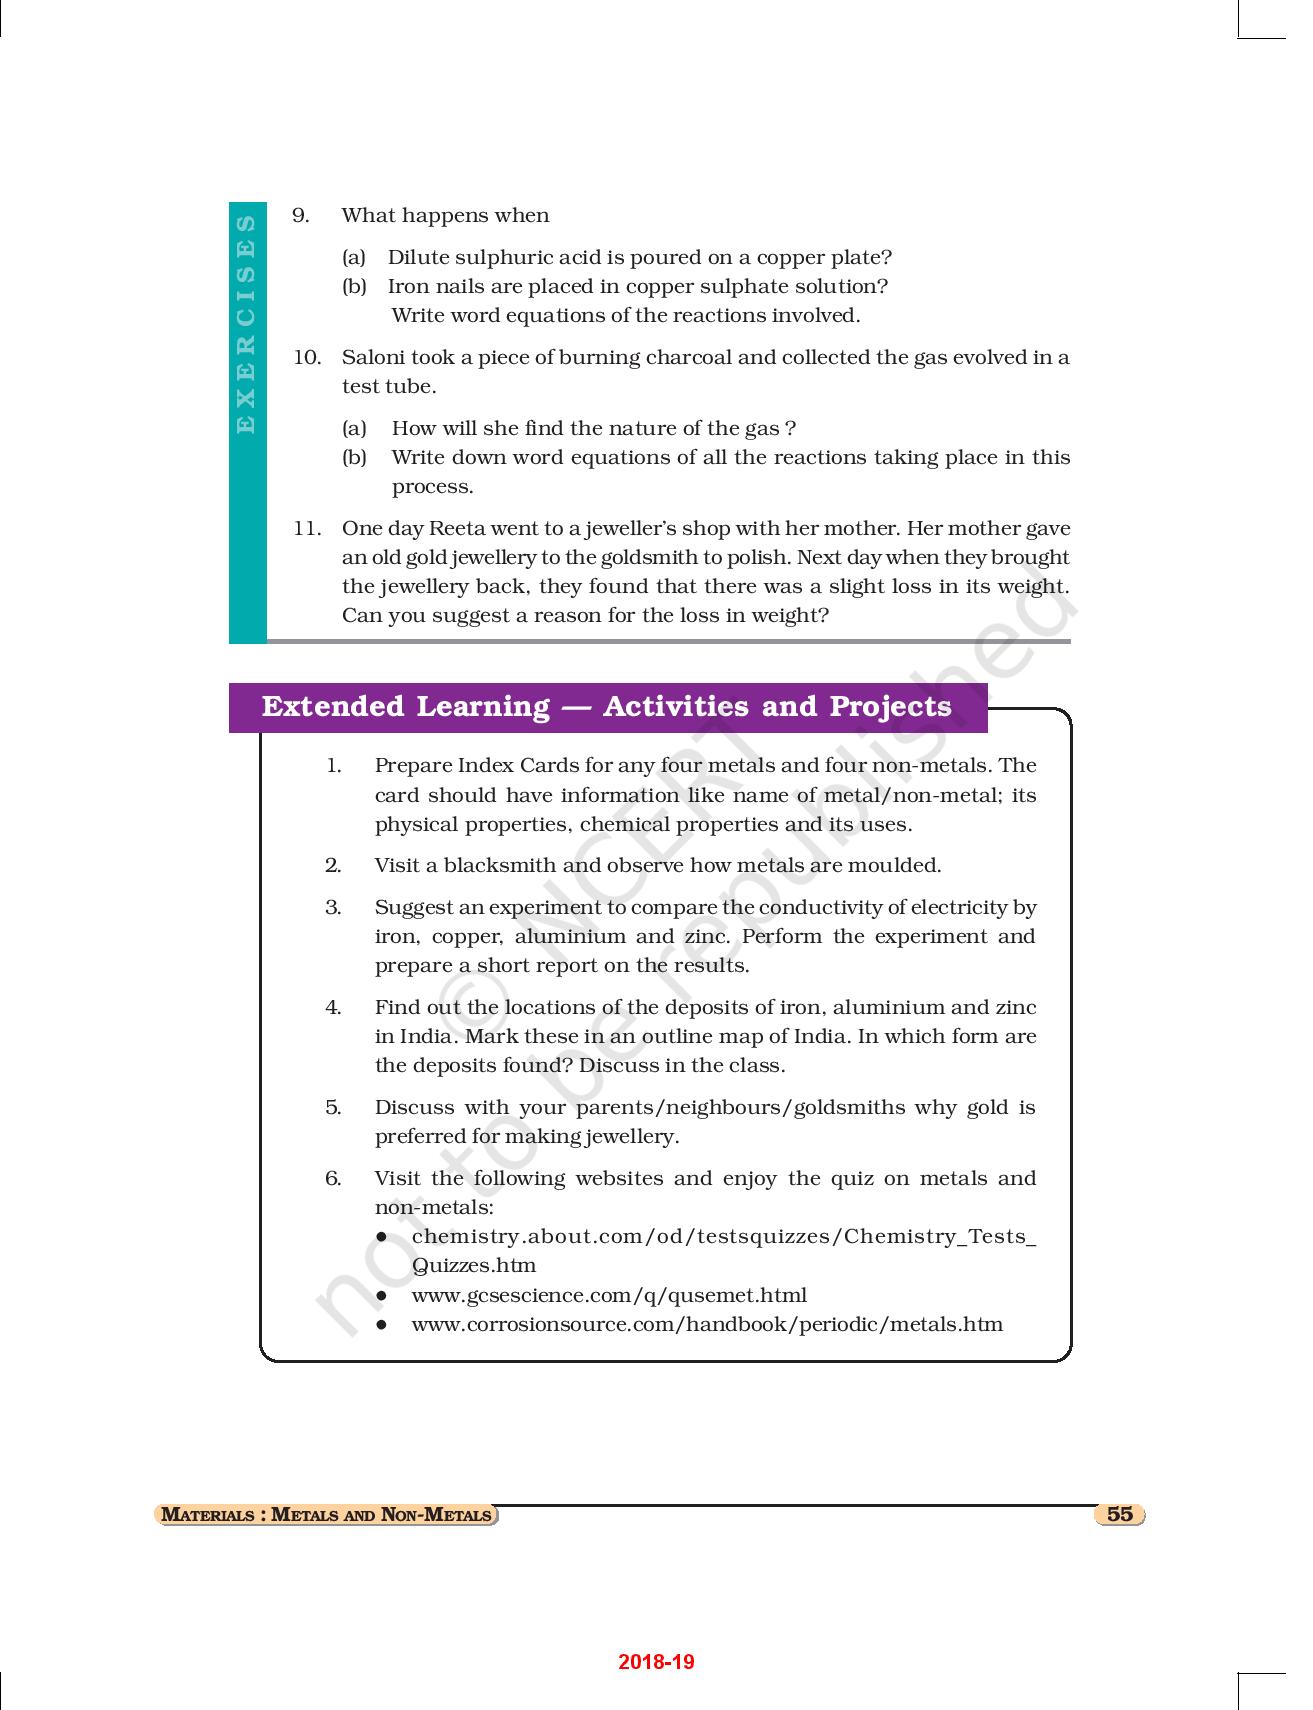 EXERCISES
9. What happens when
(a) Dilute sulphuric acid is poured on a copper plate?
(b) Iron nails are placed in copper sulphate solution?
Write word equations of the reactions involved.
10. Saloni took a piece of burning charcoal and collected the gas evolved in a
test tube.
(a) How will she find the nature of the gas ?
(b) Write down word equations of all the reactions taking place in this
process.
11. One day Reeta went to a jeweller’s shop with her mother. Her mother gave
an old gold jewellery to the goldsmith to polish. Next day when they brought
the jewellery back, they found that there was a slight loss in its weight.
Can you suggest a reason for the loss in weight?
Extended Learning — Activities and Projects
1. Prepare Index Cards for any four metals and four non-metals. The
card should have information like name of metal/non-metal; its
physical properties, chemical properties and its uses.
2. Visit a blacksmith and observe how metals are moulded.
3. Suggest an experiment to compare the conductivity of electricity by
iron, copper, aluminium and zinc. Perform the experiment and
prepare a short report on the results.
4. Find out the locations of the deposits of iron, aluminium and zinc
in India. Mark these in an outline map of India. In which form are
the deposits found? Discuss in the class.
5. Discuss with your parents/neighbours/goldsmiths why gold is
preferred for making jewellery.
6. Visit the following websites and enjoy the quiz on metals and
non-metals:
● chemistry.about.com/od/testsquizzes/Chemistry_Tests_
Quizzes.htm
● www.gcsescience.com/q/qusemet.html
● www.corrosionsource.com/handbook/periodic/metals.htm
© NCERT
not to be republished
MATERIALS : METALS AND NON-METALS
55
2018-19